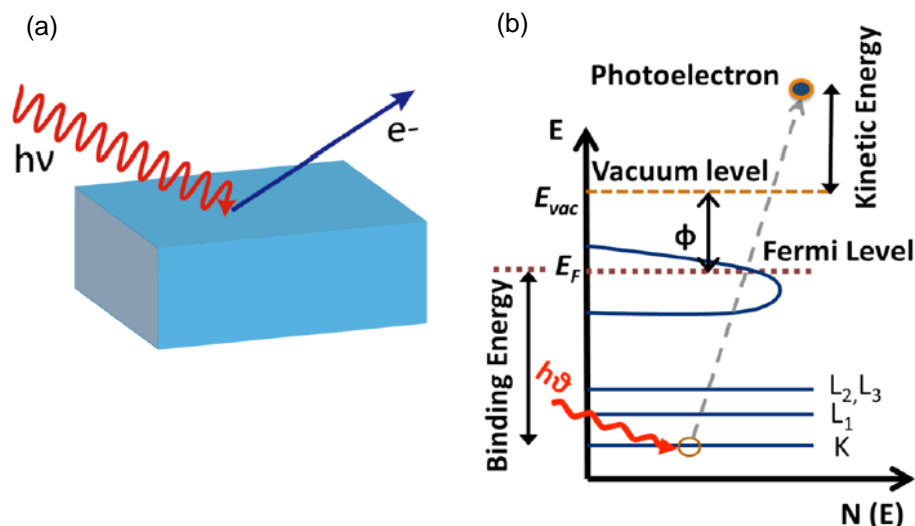 (a)
hν
e-
(b)
Photoelectron
Kinetic Energy
E
Vacuum level
E_vac
ϕ
Fermi Level
E_F
Binding Energy
hϑ
L₂,L₃
L₁
K
N (E)